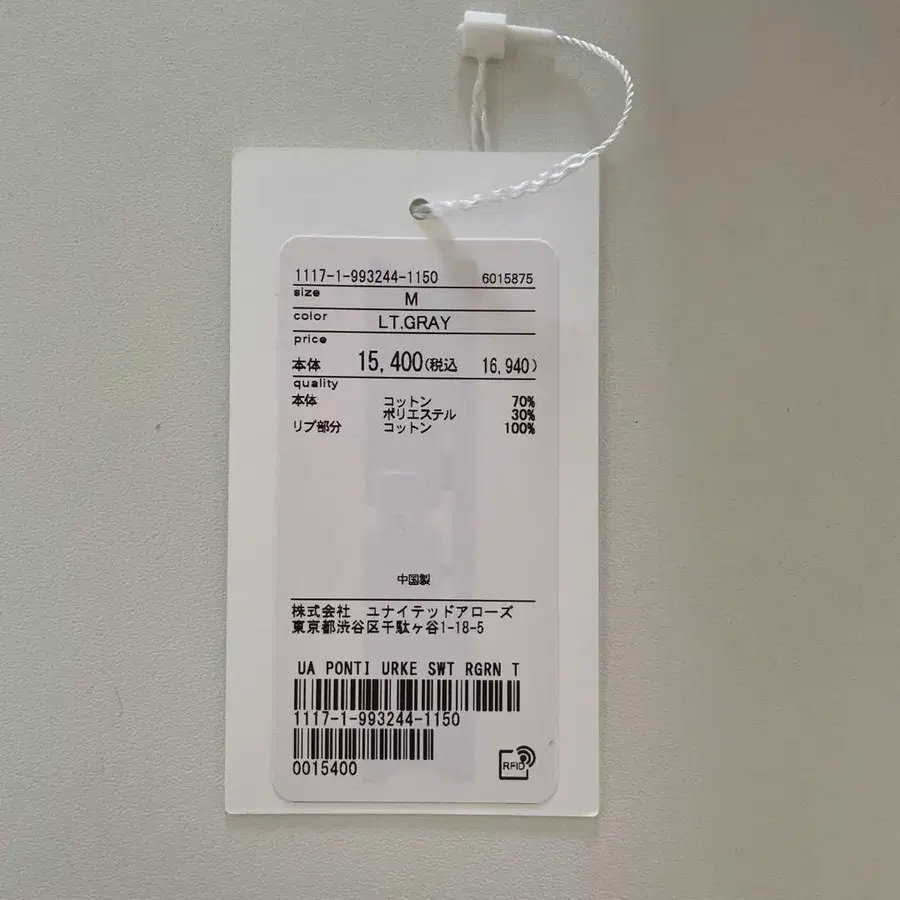 1117-1-993244-1150 6015875
size M
color LT.GRAY
price
本体 15,400(税込 16,940)
quality
本体 コットン 70%
ポリエステル 30%
リブ部分 コットン 100%
中国製
株式会社 ユナイテッドアローズ
東京都渋谷区千駄ヶ谷1-18-5
UA PONTI URKE SWT RGRN T
1117-1-993244-1150
0015400
RFID